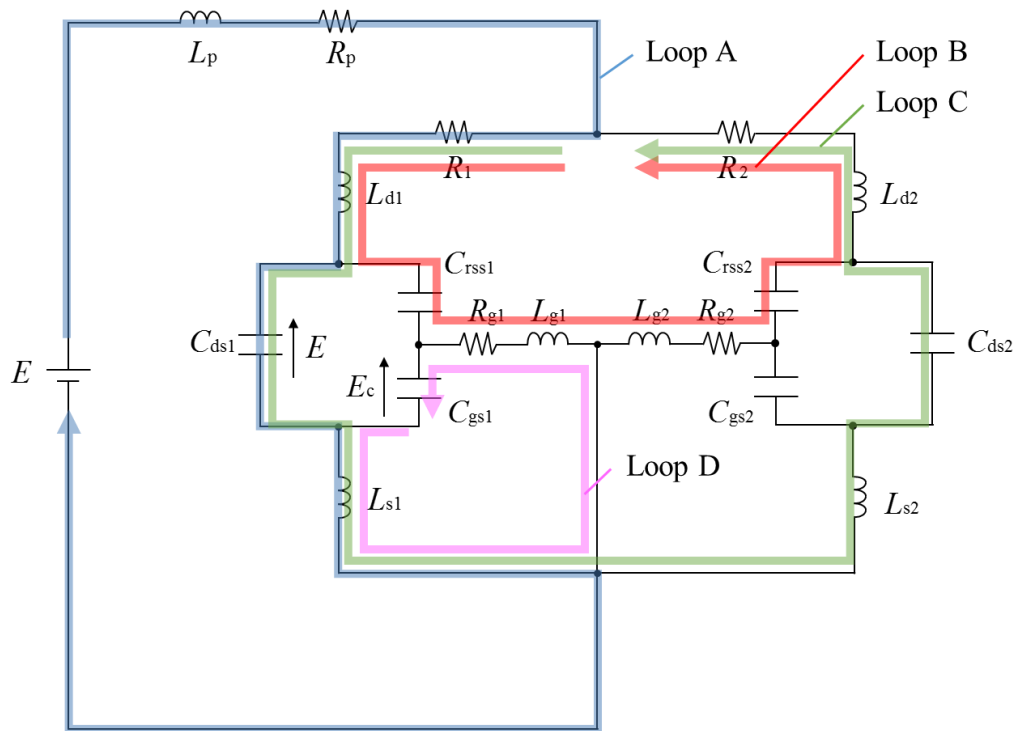 Lp
Rp
Loop A
Loop B
Loop C
R1
R2
Ld1
Ld2
Crss1
Crss2
Rg1
Lg1
Lg2
Rg2
Cds1
E
Cds2
E
Ec
Cgs1
Cgs2
Loop D
Ls1
Ls2